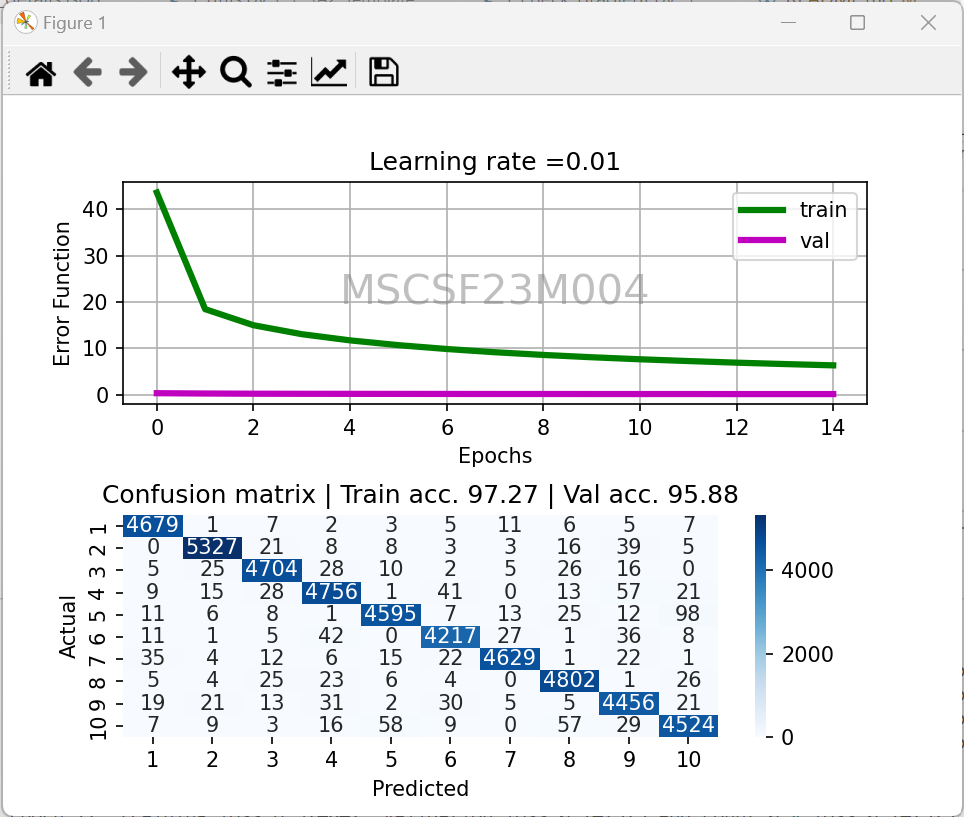 Figure 1
Learning rate =0.01
40
30
20
10
0
Error Function
train
val
MSCSF23M004
0 2 4 6 8 10 12 14
Epochs
Confusion matrix | Train acc. 97.27 | Val acc. 95.88
Actual
1 4679 1 7 2 3 5 11 6 5 7
2 0 5327 21 8 8 3 3 16 39 5
3 5 25 4704 28 10 2 5 26 16 0
4 9 15 28 4756 1 41 0 13 57 21
5 11 6 8 1 4595 7 13 25 12 98
6 11 1 5 42 0 4217 27 1 36 8
7 35 4 12 6 15 22 4629 1 22 1
8 5 4 25 23 6 4 0 4802 1 26
9 19 21 13 31 2 30 5 5 4456 21
10 7 9 3 16 58 9 0 57 29 4524
1 2 3 4 5 6 7 8 9 10
Predicted
4000
2000
0